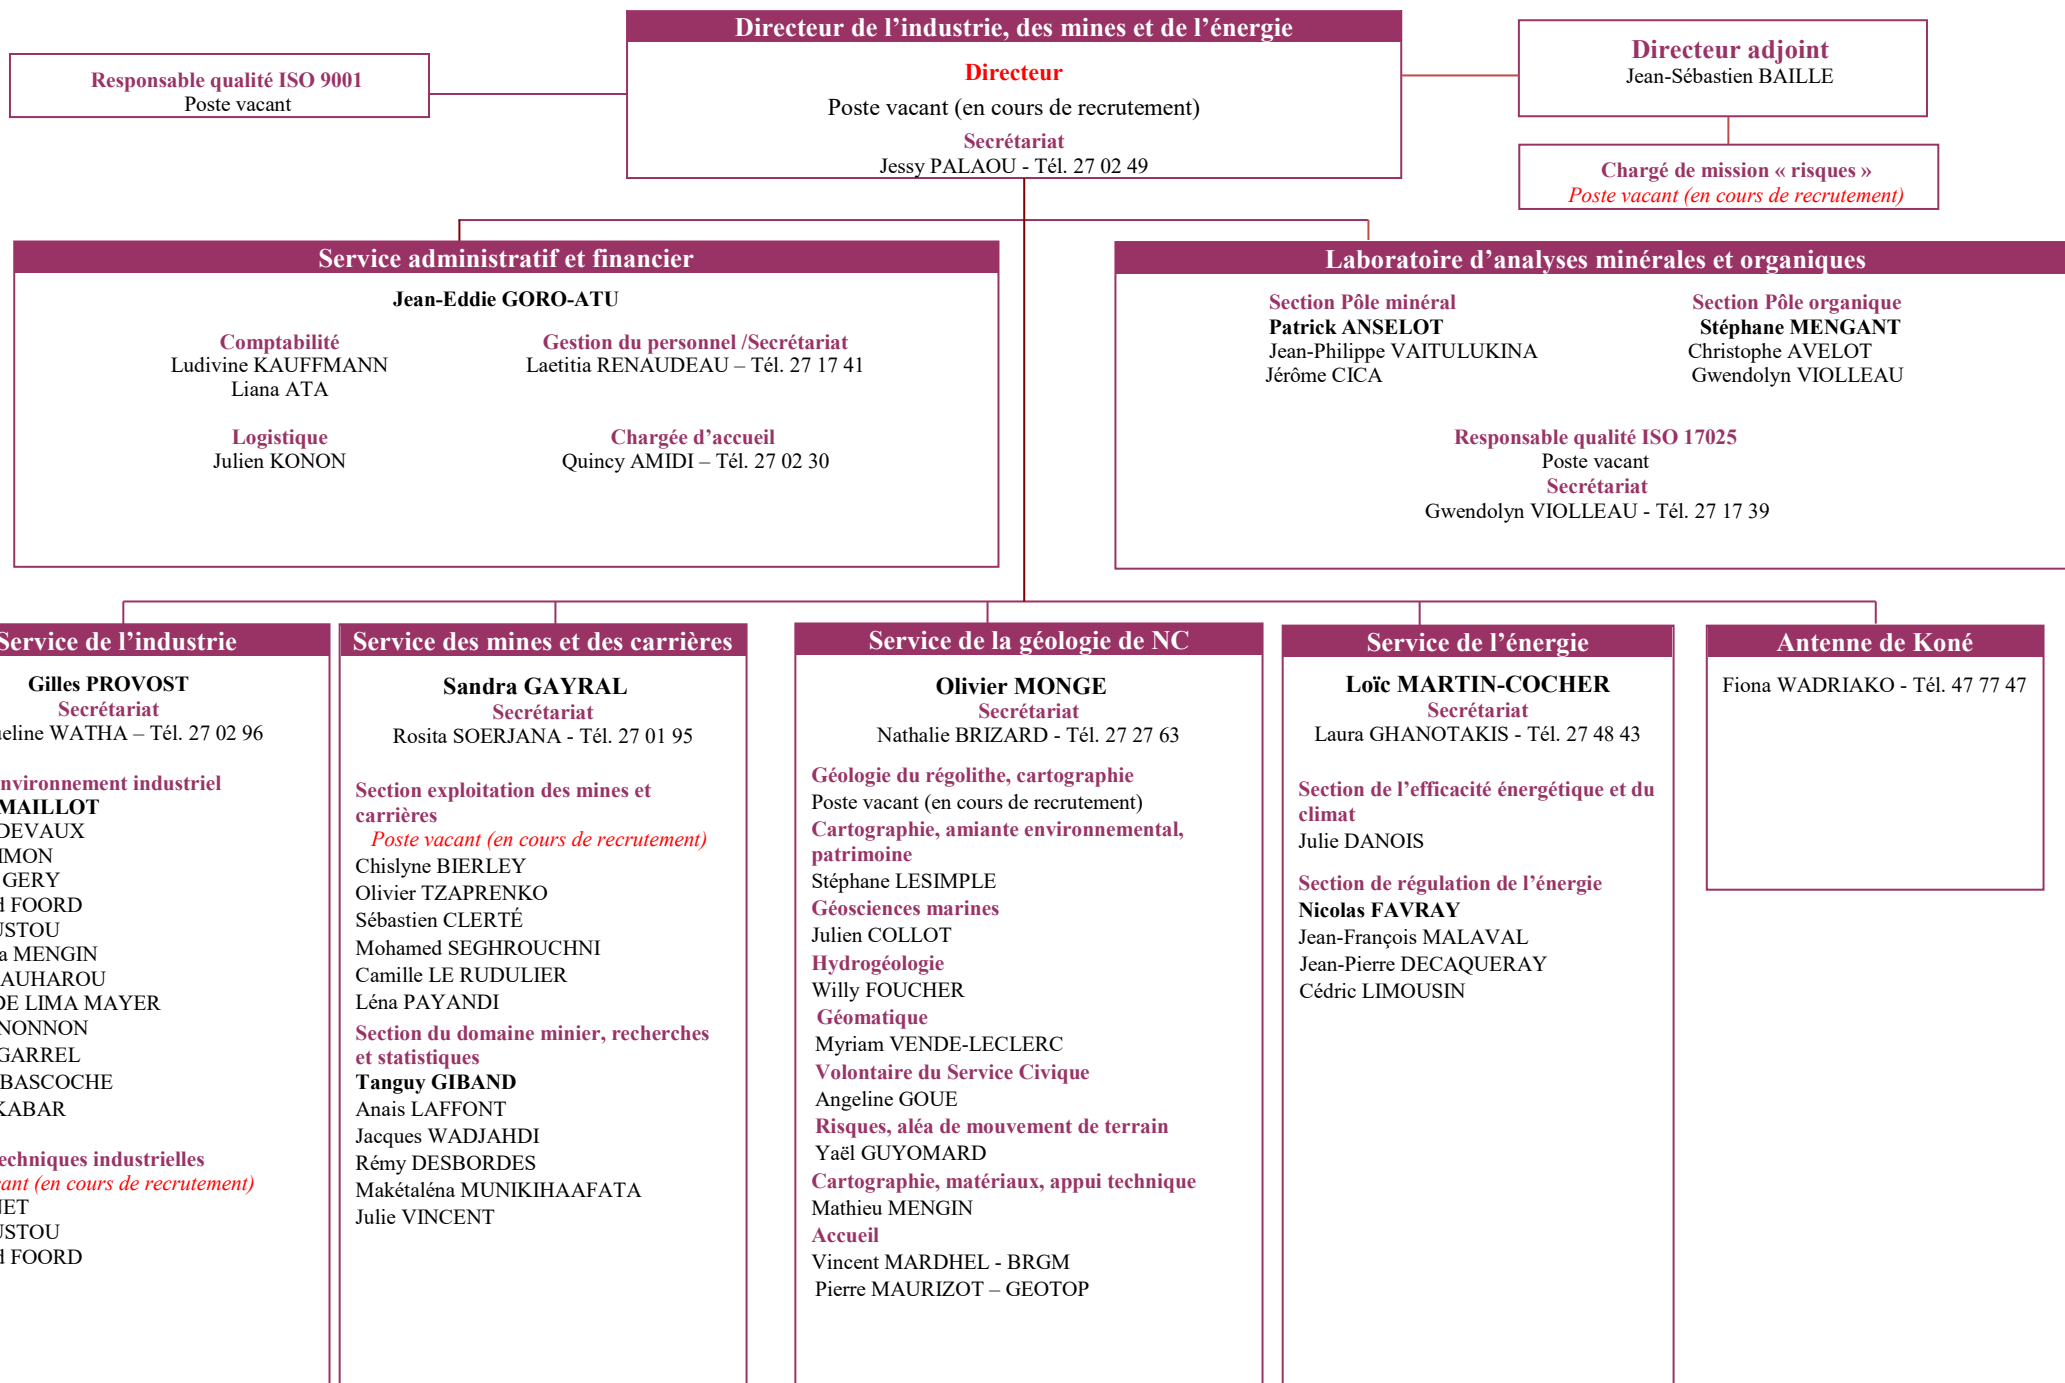 Directeur de l’industrie, des mines et de l’énergie
Directeur
Poste vacant (en cours de recrutement)
Secrétariat
Jessy PALAOU - Tél. 27 02 49
Responsable qualité ISO 9001
Poste vacant
Directeur adjoint
Jean-Sébastien BAILLE
Chargé de mission « risques »
Poste vacant (en cours de recrutement)
Service administratif et financier
Jean-Eddie GORO-ATU
Comptabilité
Ludivine KAUFFMANN
Liana ATA
Gestion du personnel /Secrétariat
Laetitia RENAUDEAU – Tél. 27 17 41
Logistique
Julien KONON
Chargée d’accueil
Quincy AMIDI – Tél. 27 02 30
Laboratoire d’analyses minérales et organiques
Section Pôle minéral
Patrick ANSELOT
Jean-Philippe VAITULUKINA
Jérôme CICA
Section Pôle organique
Stéphane MENGANT
Christophe AVELOT
Gwendolyn VIOLLEAU
Responsable qualité ISO 17025
Poste vacant
Secrétariat
Gwendolyn VIOLLEAU - Tél. 27 17 39
Service de l’industrie
Gilles PROVOST
Secrétariat
WATHA – Tél. 27 02 96
industriel
MAILLOT
DEVAUX
GERY
FOORD
MENGIN
DE LIMA MAYER
NONNON
GARREL
BASCOCHE
KABAR
industrielles
(en cours de recrutement)
FOORD
Service des mines et des carrières
Sandra GAYRAL
Secrétariat
Rosita SOERJANA - Tél. 27 01 95
Section exploitation des mines et
carrières
Poste vacant (en cours de recrutement)
Chislyne BIERLEY
Olivier TZAPRENKO
Sébastien CLERTÉ
Mohamed SEGHROUCHNI
Camille LE RUDULIER
Léna PAYANDI
Section du domaine minier, recherches
et statistiques
Tanguy GIBAND
Anais LAFFONT
Jacques WADJAHDI
Rémy DESBORDES
Makétaléna MUNIKIHAAFATA
Julie VINCENT
Service de la géologie de NC
Olivier MONGE
Secrétariat
Nathalie BRIZARD - Tél. 27 27 63
Géologie du régolithe, cartographie
Poste vacant (en cours de recrutement)
Cartographie, amiante environnemental,
patrimoine
Stéphane LESIMPLE
Géosciences marines
Julien COLLOT
Hydrogéologie
Willy FOUCHER
Géomatique
Myriam VENDE-LECLERC
Volontaire du Service Civique
Angeline GOUE
Risques, aléa de mouvement de terrain
Yaël GUYOMARD
Cartographie, matériaux, appui technique
Mathieu MENGIN
Accueil
Vincent MARDHEL - BRGM
Pierre MAURIZOT – GEOTOP
Service de l’énergie
Loïc MARTIN-COCHER
Secrétariat
Laura GHANOTAKIS - Tél. 27 48 43
Section de l’efficacité énergétique et du
climat
Julie DANOIS
Section de régulation de l’énergie
Nicolas FAVRAY
Jean-François MALAVAL
Jean-Pierre DECAQUERAY
Cédric LIMOUSIN
Antenne de Koné
Fiona WADRIAKO - Tél. 47 77 47